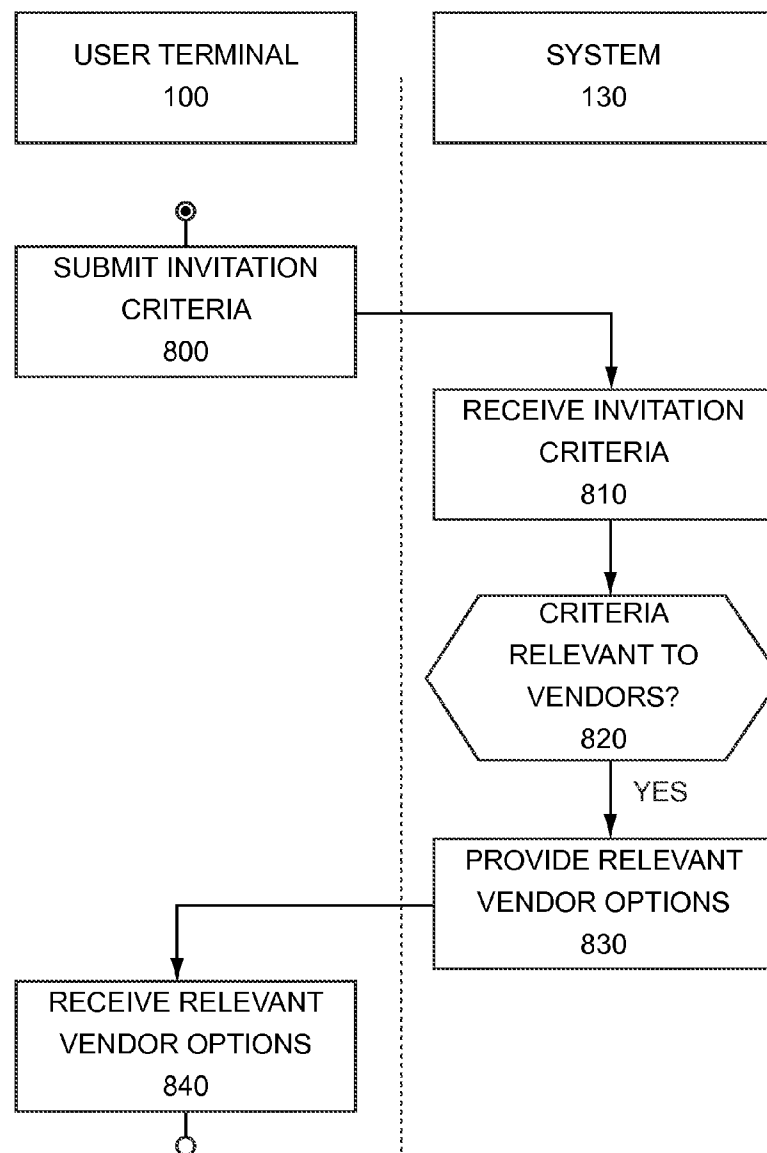 USER TERMINAL
100
SYSTEM
130
SUBMIT INVITATION
CRITERIA
800
RECEIVE INVITATION
CRITERIA
810
CRITERIA
RELEVANT TO
VENDORS?
820
YES
PROVIDE RELEVANT
VENDOR OPTIONS
830
RECEIVE RELEVANT
VENDOR OPTIONS
840